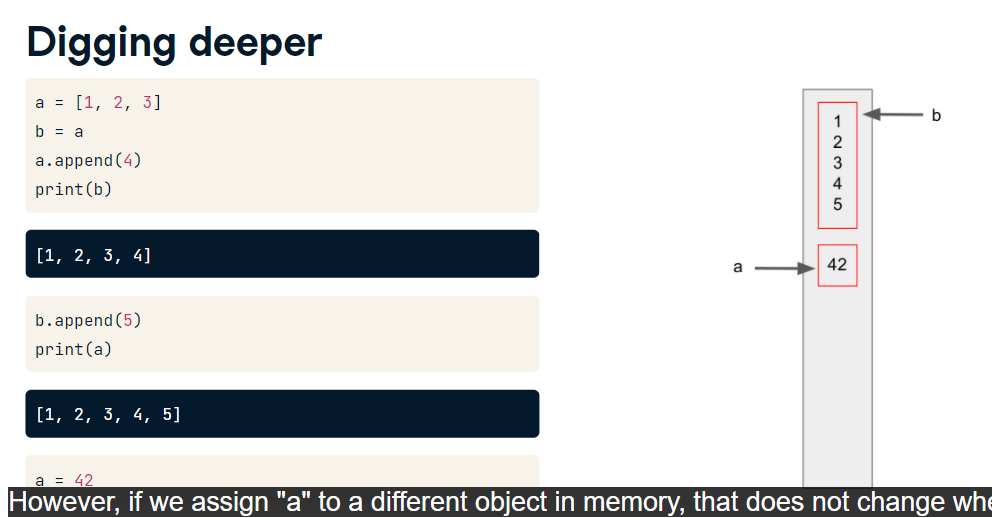 Digging deeper
a = [1, 2, 3]
b = a
a.append(4)
print(b)
[1, 2, 3, 4]
b.append(5)
print(a)
[1, 2, 3, 4, 5]
a = 42
1
2
3
4
5
b
a
42
However, if we assign "a" to a different object in memory, that does not change